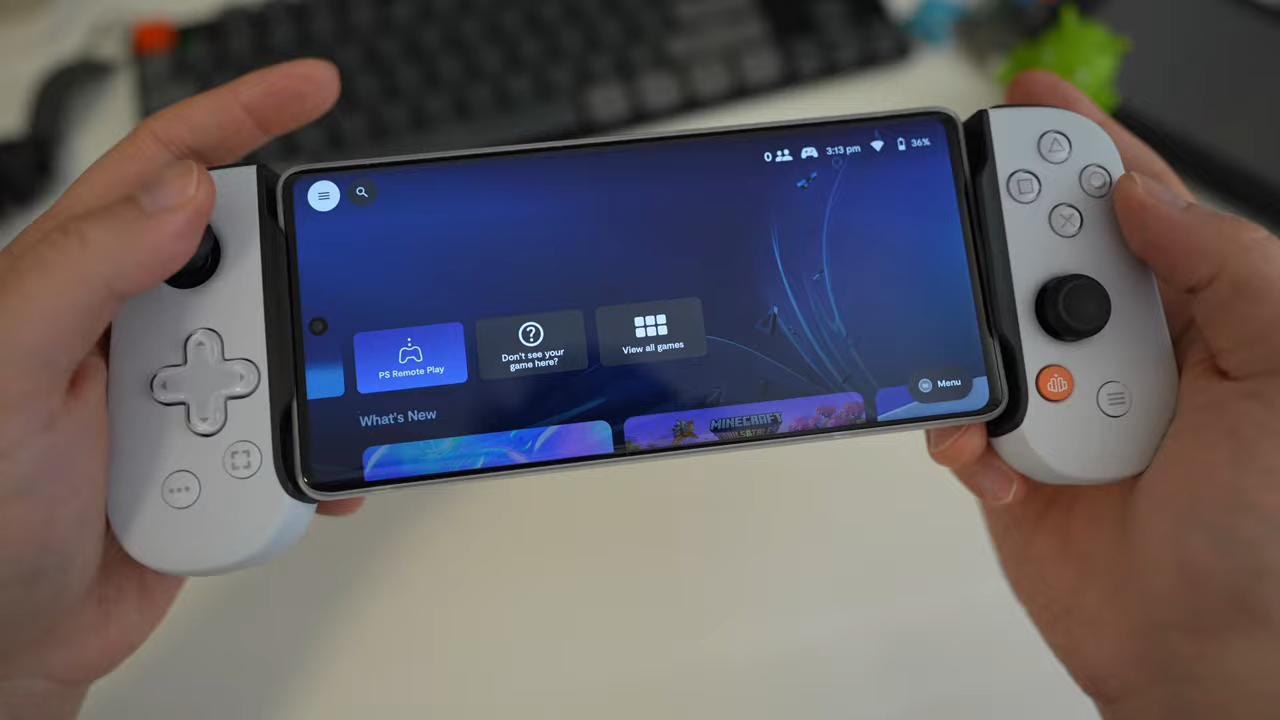 0 3:13 pm 36%
PS Remote Play
Don't see your
game here?
View all games
What's New
Menu
MINECRAFT